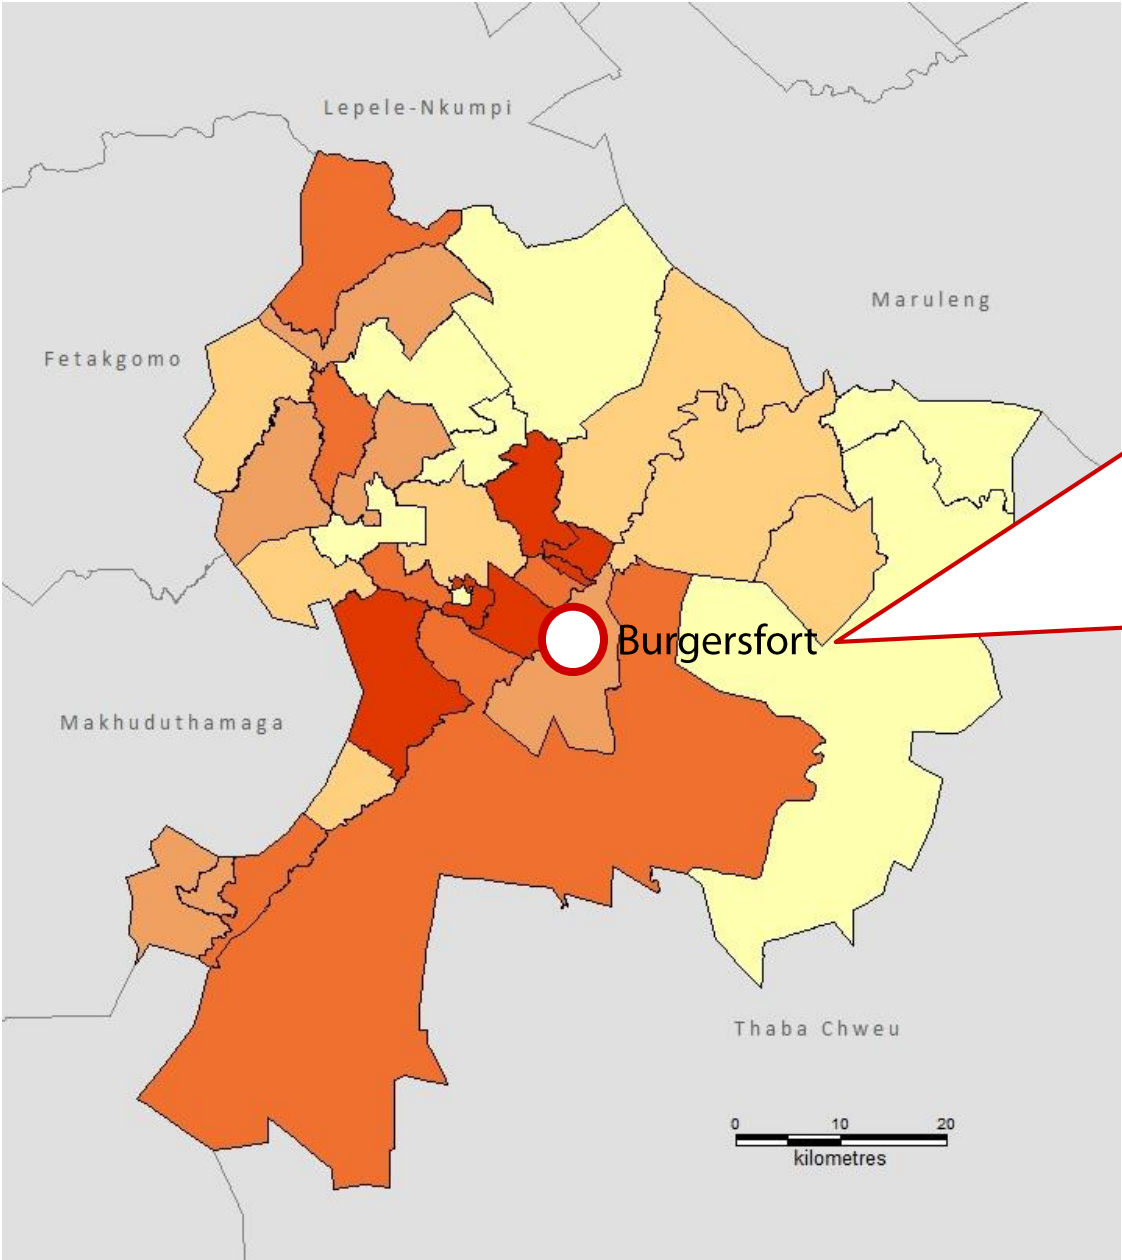 Lepele-Nkumpi
Maruleng
Fetakgomo
Burgersfort
Makhuduthamaga
Thaba Chweu
0 10 20
kilometres